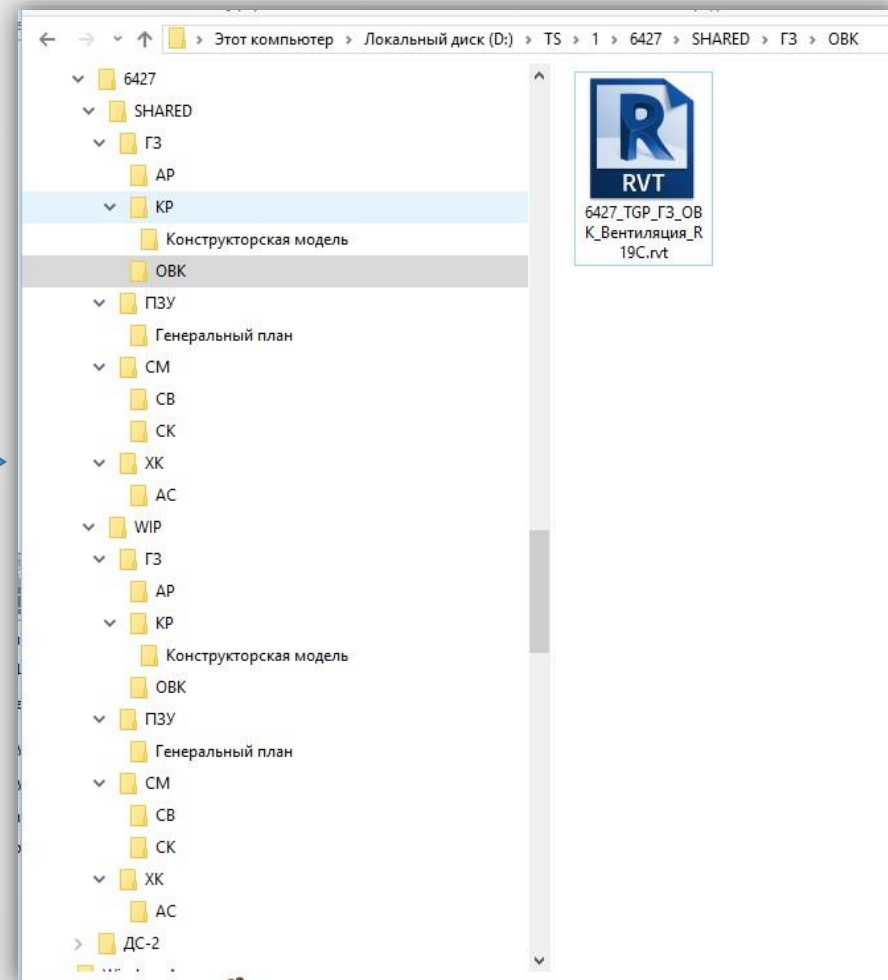 Этот компьютер > Локальный диск (D:) > TS > 1 > 6427 > SHARED > ГЗ > ОВК
6427
SHARED
ГЗ
АР
КР
Конструкторская модель
ОВК
ПЗУ
Генеральный план
СМ
СВ
СК
ХК
АС
WIP
ГЗ
АР
КР
Конструкторская модель
ОВК
ПЗУ
Генеральный план
СМ
СВ
СК
ХК
АС
ДС-2
R
RVT
6427_TGP_ГЗ_ОВ
К_Вентиляция_R
19C.rvt